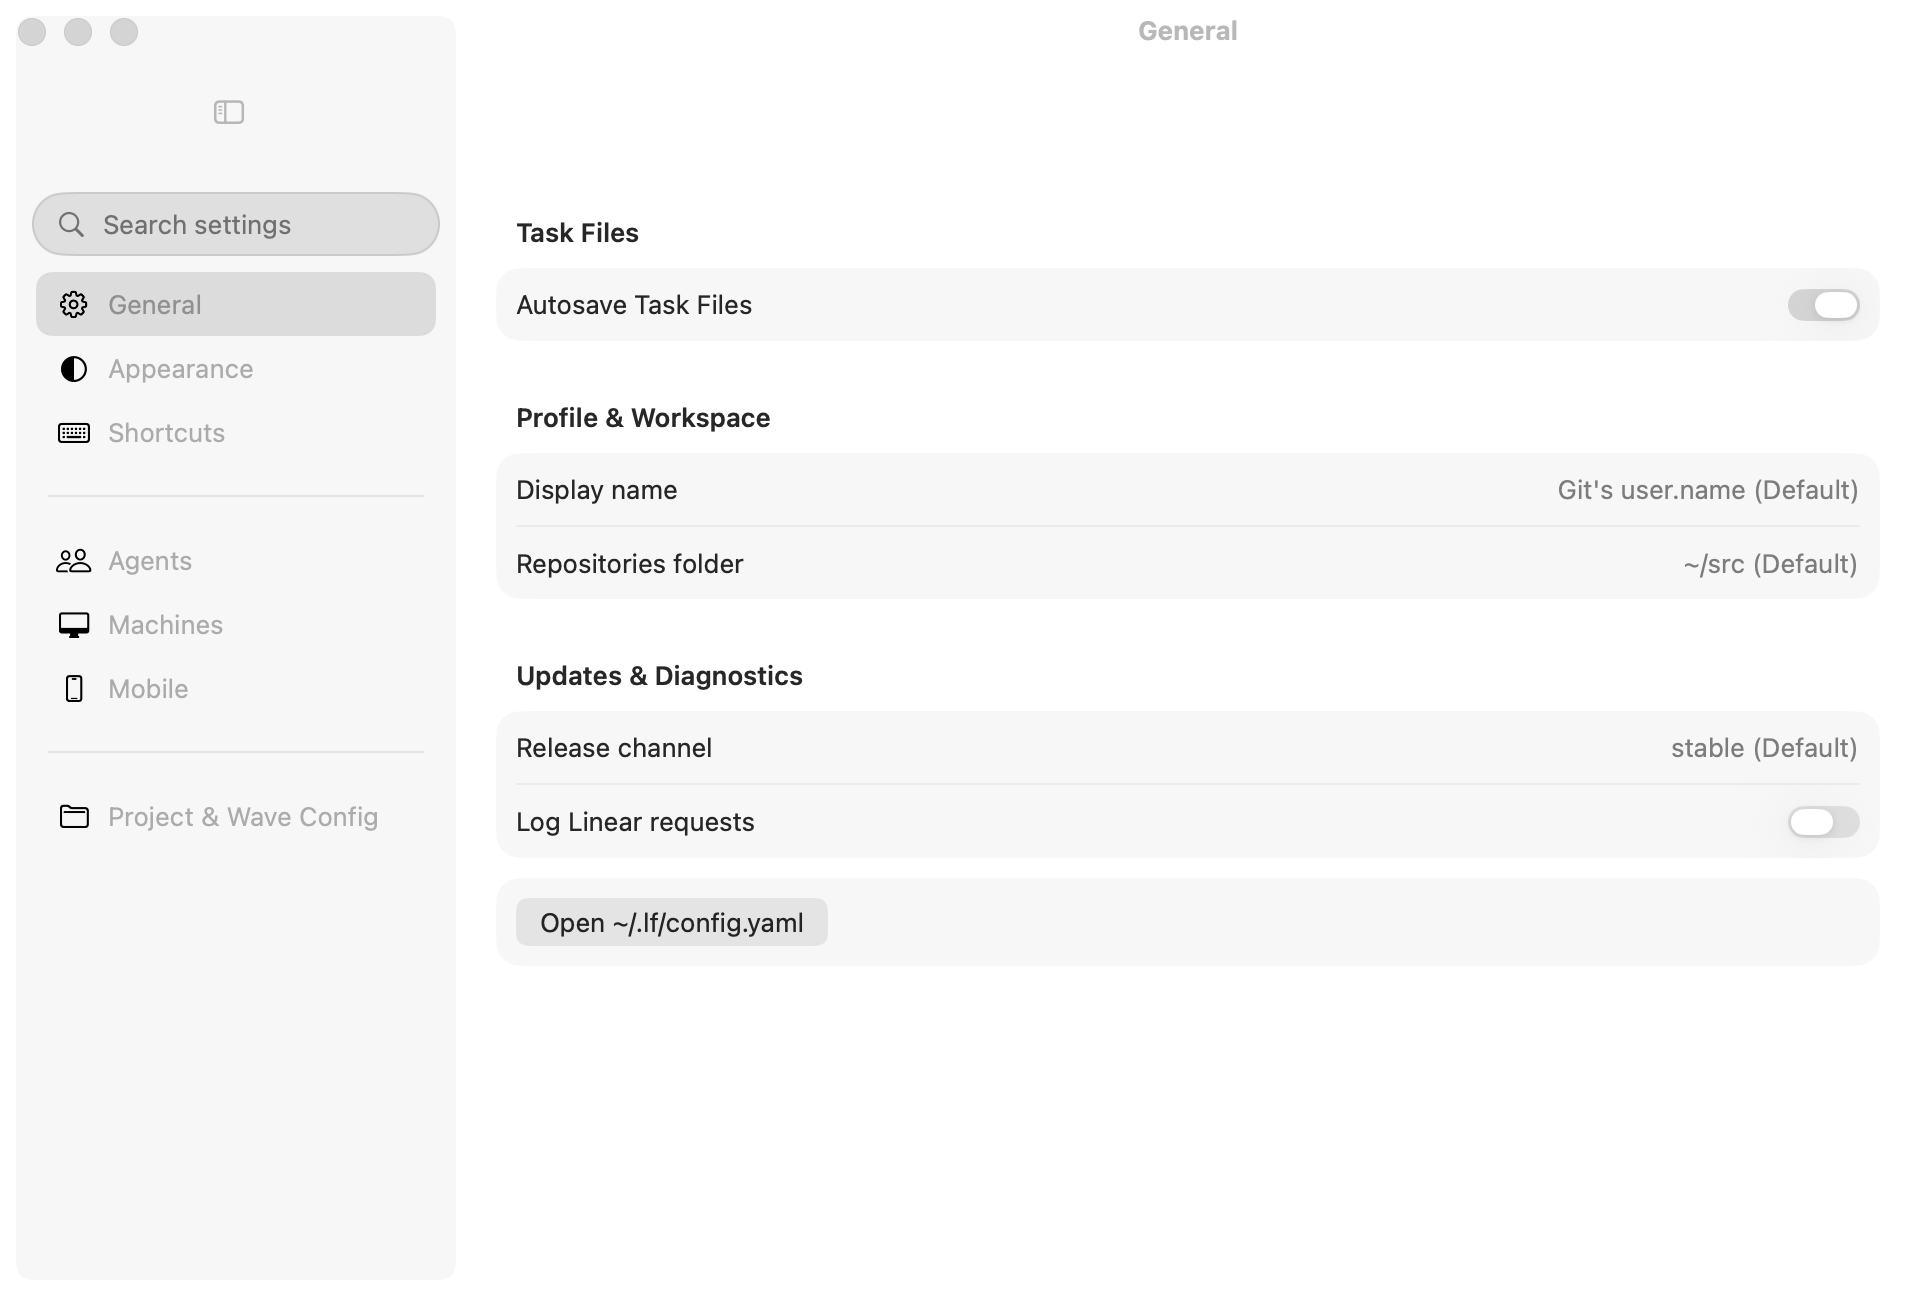 General
Search settings
General
Appearance
Shortcuts
Agents
Machines
Mobile
Project & Wave Config
Task Files
Autosave Task Files
Profile & Workspace
Display name Git's user.name (Default)
Repositories folder ~/src (Default)
Updates & Diagnostics
Release channel stable (Default)
Log Linear requests
Open ~/.lf/config.yaml